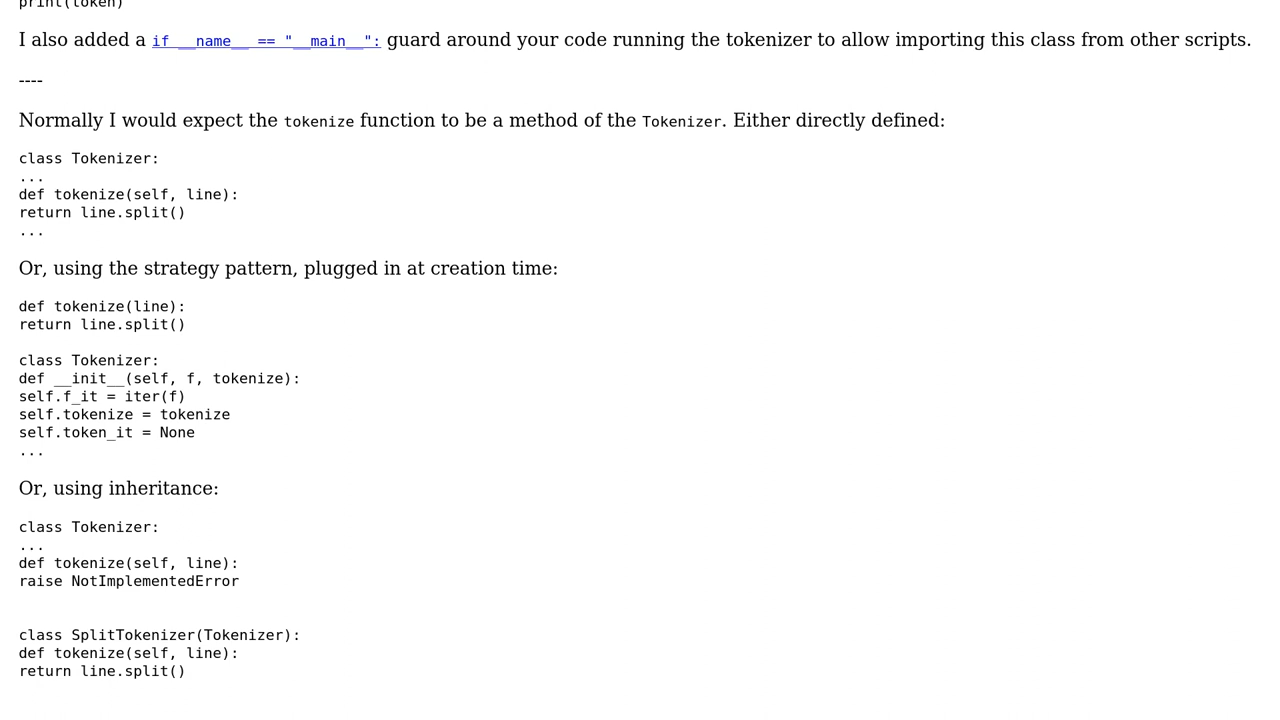 print(token)
I also added a if __name__ == "__main__": guard around your code running the tokenizer to allow importing this class from other scripts.
----
Normally I would expect the tokenize function to be a method of the Tokenizer. Either directly defined:
class Tokenizer:
...
def tokenize(self, line):
return line.split()
...
Or, using the strategy pattern, plugged in at creation time:
def tokenize(line):
return line.split()
class Tokenizer:
def __init__(self, f, tokenize):
self.f_it = iter(f)
self.tokenize = tokenize
self.token_it = None
...
Or, using inheritance:
class Tokenizer:
...
def tokenize(self, line):
raise NotImplementedError
class SplitTokenizer(Tokenizer):
def tokenize(self, line):
return line.split()